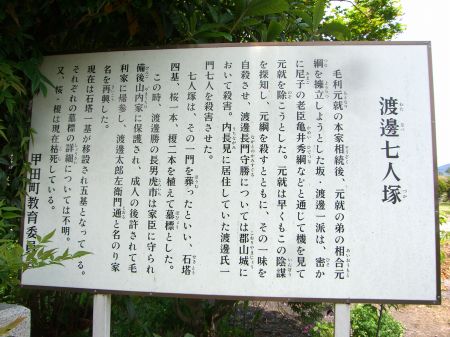 渡邊七人塚
毛利元就の本家相続後、元就の弟の相合元
綱を擁立しようとした坂、渡邊一派は、密か
に尼子の老臣亀井秀綱などと通じて機を見て
元就を除こうとした。元就は早くもこの陰謀
を探知し、元綱を殺すとともに、その一味を
自殺させ、渡邊長門守勝については郡山城に
おいて殺害。内長見に居住していた渡邊氏一
門七人を殺害させた。
七人塚は、その一門を葬ったといい、石塔
四基、桜一本、榎二本を植えて墓標とした。
この時、渡邊勝の長男虎市は家臣に守られ
備後山内家に保護され、成人の後許されて毛
利家に帰参し、渡邊太郎左衛門通と名のり家
名を再興した。
現在は石塔一基が移設され五基となっている。
それぞれの墓標の詳細については不明。
又、桜・榎は現在枯死している。
甲田町教育委員